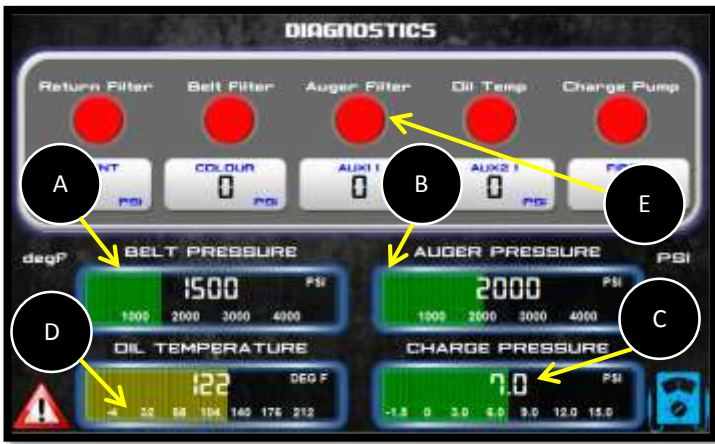 DIAGNOSTICS
Return Filter Belt Filter Auger Filter Oil Temp Charge Pump
COLOUR AUX1 1 AUX2 1
0 0 0
PSI PSI PSI
A B E
degF BELT PRESSURE AUGER PRESSURE PSI
1500 PSI 2000 PSI
1000 2000 3000 4000 1000 2000 3000 4000
D C
OIL TEMPERATURE CHARGE PRESSURE
122 DEG F 7.0 PSI
-4 32 68 104 140 176 212 -1.5 0 3.0 6.0 9.0 12.0 15.0